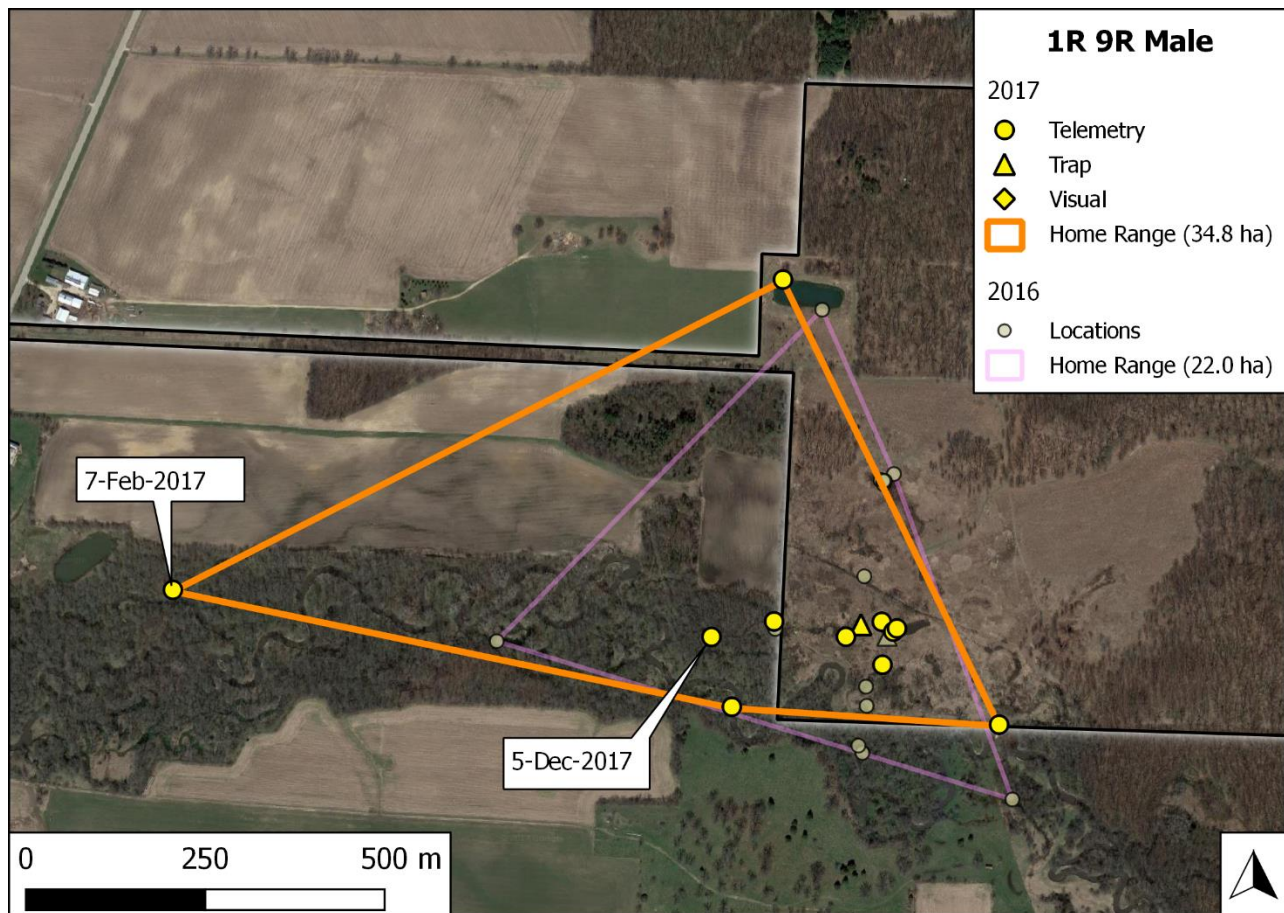 1R 9R Male
2017
Telemetry
Trap
Visual
Home Range (34.8 ha)
2016
Locations
Home Range (22.0 ha)
7-Feb-2017
5-Dec-2017
0 250 500 m